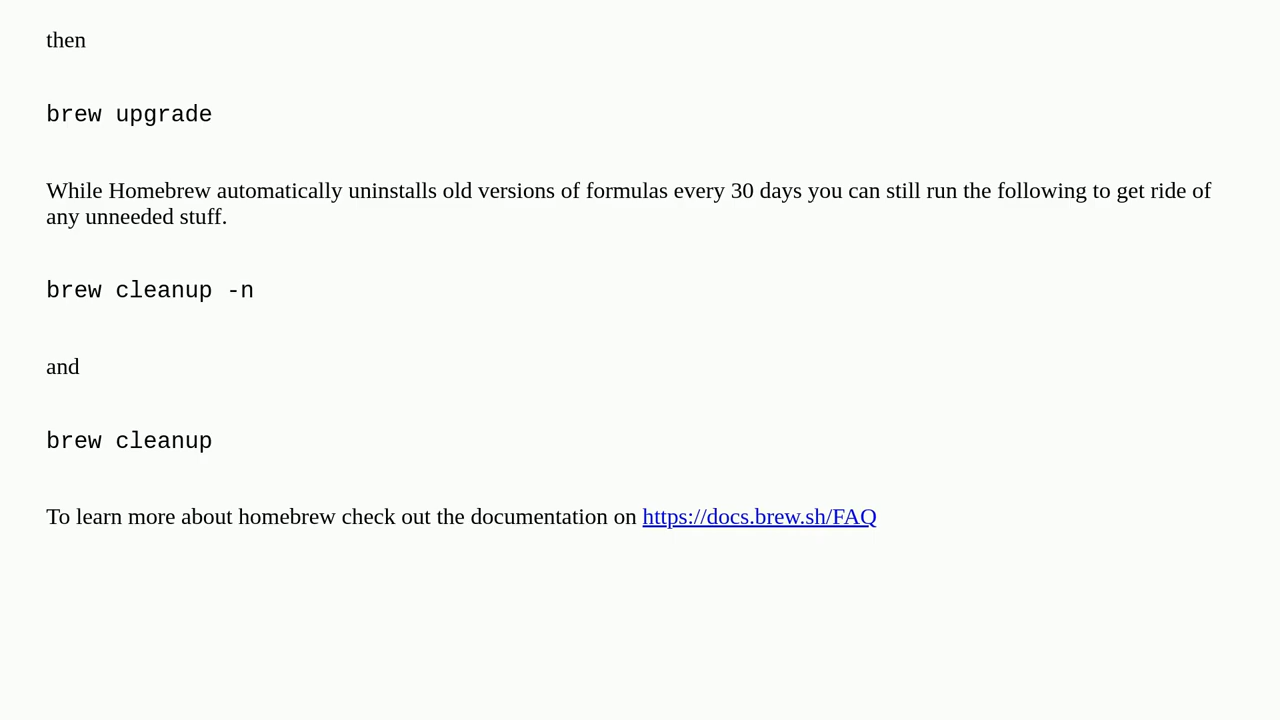 then
brew upgrade
While Homebrew automatically uninstalls old versions of formulas every 30 days you can still run the following to get ride of
any unneeded stuff.
brew cleanup -n
and
brew cleanup
To learn more about homebrew check out the documentation on https://docs.brew.sh/FAQ